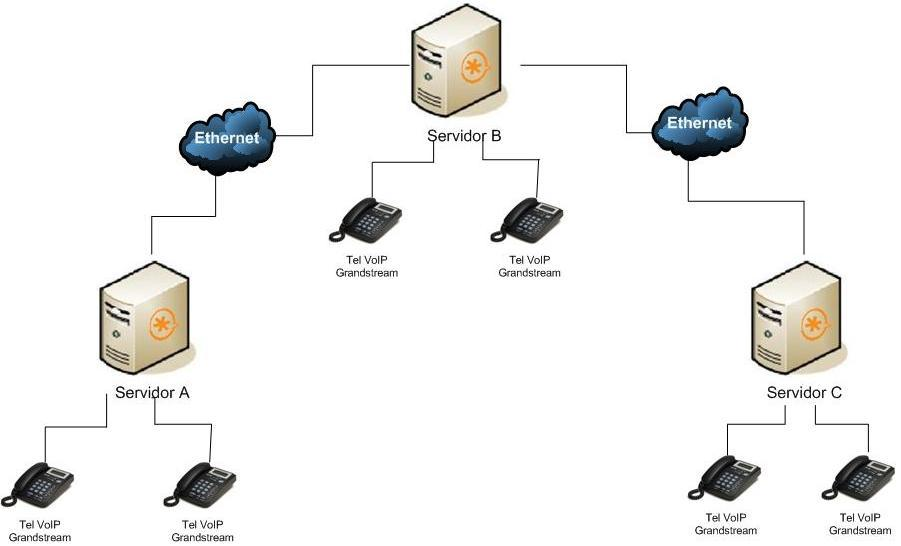 Servidor B
Ethernet
Ethernet
Tel VoIP
Grandstream
Tel VoIP
Grandstream
Servidor A
Servidor C
Tel VoIP
Grandstream
Tel VoIP
Grandstream
Tel VoIP
Grandstream
Tel VoIP
Grandstream